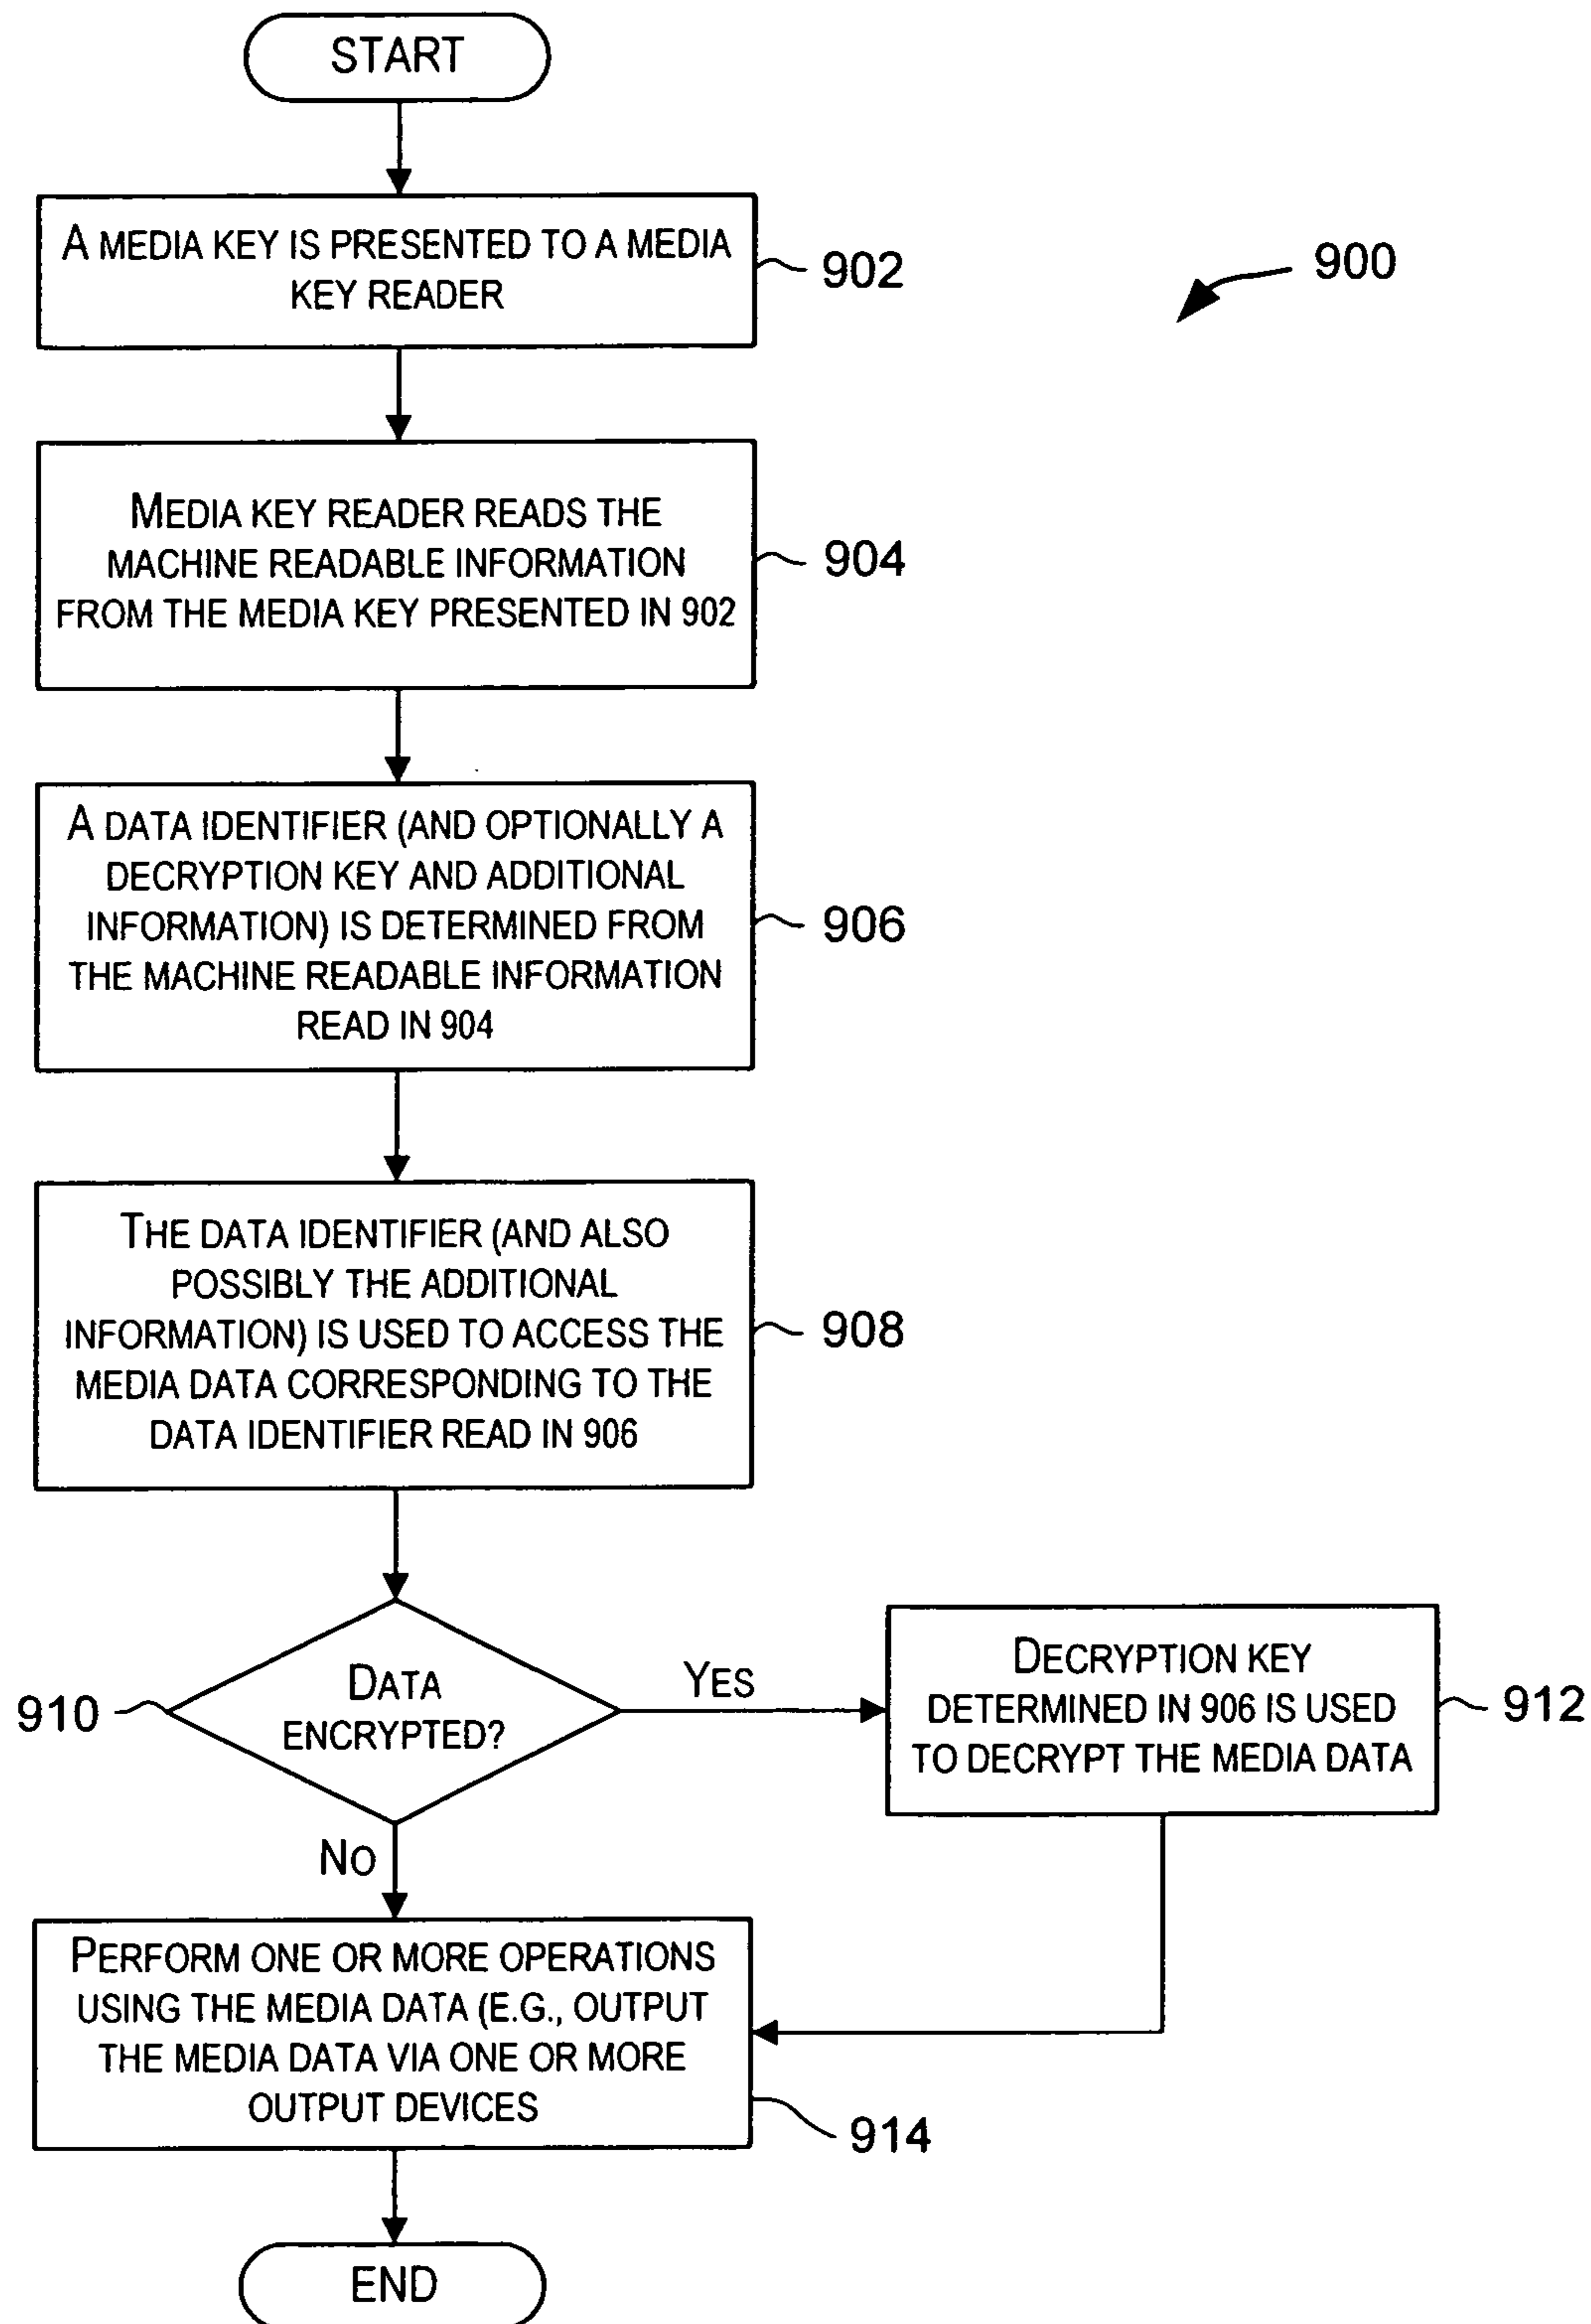 START
A MEDIA KEY IS PRESENTED TO A MEDIA
KEY READER
902
900
MEDIA KEY READER READS THE
MACHINE READABLE INFORMATION
FROM THE MEDIA KEY PRESENTED IN 902
904
A DATA IDENTIFIER (AND OPTIONALLY A
DECRYPTION KEY AND ADDITIONAL
INFORMATION) IS DETERMINED FROM
THE MACHINE READABLE INFORMATION
READ IN 904
906
THE DATA IDENTIFIER (AND ALSO
POSSIBLY THE ADDITIONAL
INFORMATION) IS USED TO ACCESS THE
MEDIA DATA CORRESPONDING TO THE
DATA IDENTIFIER READ IN 906
908
910
DATA
ENCRYPTED?
YES
DECRYPTION KEY
DETERMINED IN 906 IS USED
TO DECRYPT THE MEDIA DATA
912
NO
PERFORM ONE OR MORE OPERATIONS
USING THE MEDIA DATA (E.G., OUTPUT
THE MEDIA DATA VIA ONE OR MORE
OUTPUT DEVICES
914
END